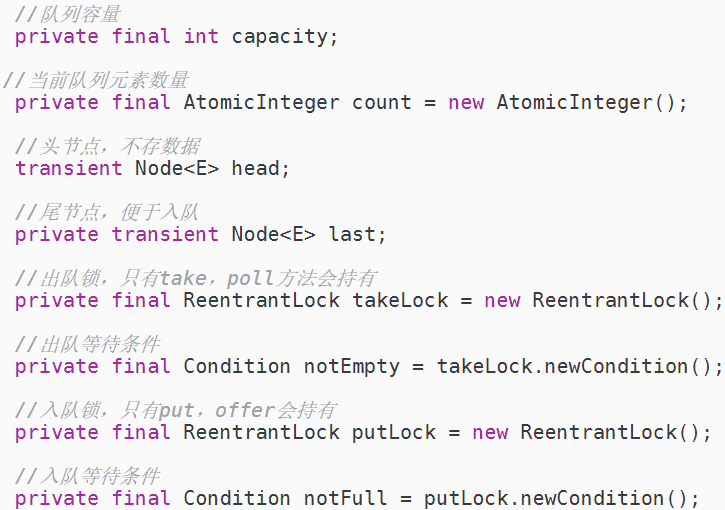 //队列容量
private final int capacity;
//当前队列元素数量
private final AtomicInteger count = new AtomicInteger();
//头节点，不存数据
transient Node<E> head;
//尾节点，便于入队
private transient Node<E> last;
//出队锁，只有take，poll方法会持有
private final ReentrantLock takeLock = new ReentrantLock();
//出队等待条件
private final Condition notEmpty = takeLock.newCondition();
//入队锁，只有put，offer会持有
private final ReentrantLock putLock = new ReentrantLock();
//入队等待条件
private final Condition notFull = putLock.newCondition();